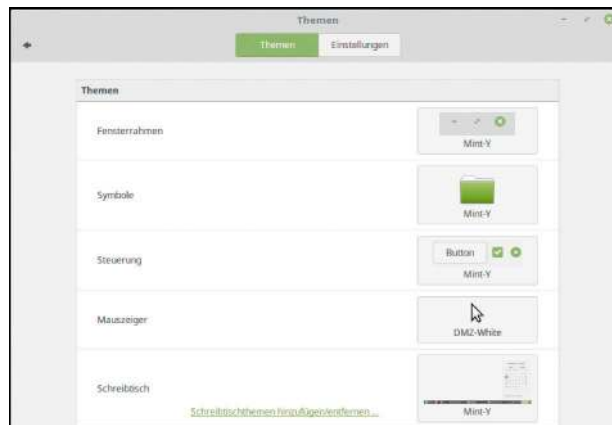 Themen
Themen Einstellungen
Themen
Fensterrahmen
Mint-Y
Symbole
Mint-Y
Button
Steuerung
Mint-Y
Mauszeiger
DMZ-White
Schreibtisch
Schreibtischthemen hinzufügen/entfernen ...
Mint-Y